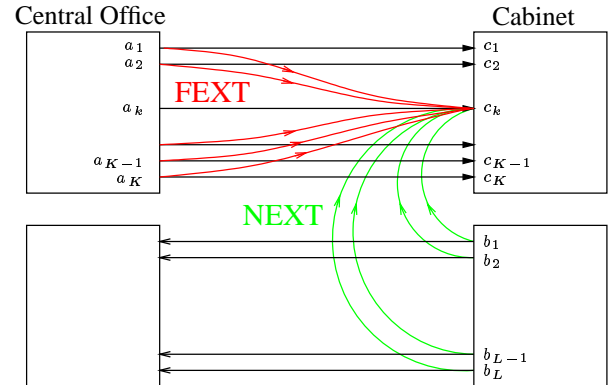 Central Office Cabinet
a1 c1
a2 c2
FEXT
ak ck
aK−1 cK−1
aK cK
NEXT
b1
b2
bL−1
bL